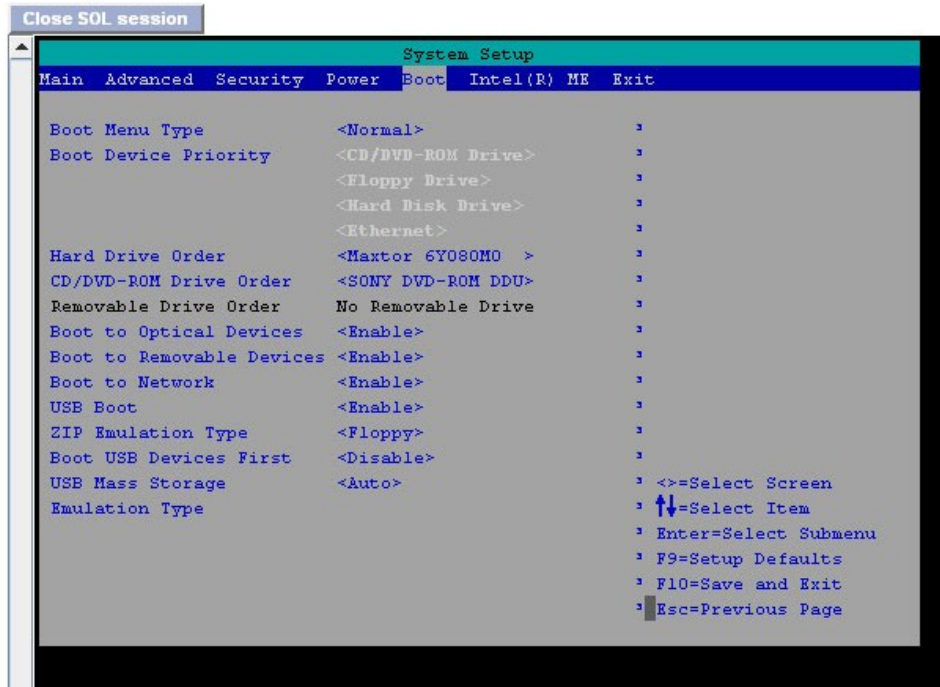 Close SOL session
System Setup
Main Advanced Security Power Boot Intel(R) ME Exit
Boot Menu Type <Normal>
Boot Device Priority <CD/DVD-ROM Drive>
<Floppy Drive>
<Hard Disk Drive>
<Ethernet>
Hard Drive Order <Maxtor 6Y080M0 >
CD/DVD-ROM Drive Order <SONY DVD-ROM DDU>
Removable Drive Order No Removable Drive
Boot to Optical Devices <Enable>
Boot to Removable Devices <Enable>
Boot to Network <Enable>
USB Boot <Enable>
ZIP Emulation Type <Floppy>
Boot USB Devices First <Disable>
USB Mass Storage <Auto> <>=Select Screen
Emulation Type ↑↓=Select Item
Enter=Select Submenu
F9=Setup Defaults
F10=Save and Exit
Esc=Previous Page